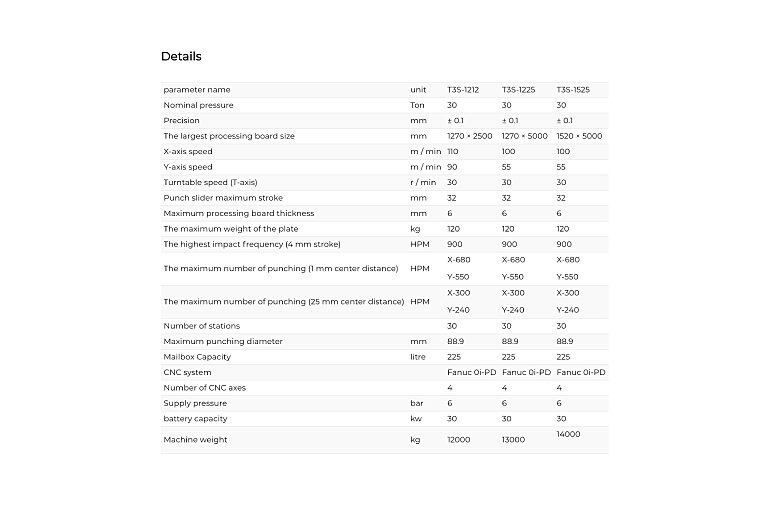 Details
parameter name unit T3S-1212 T3S-1225 T3S-1525
Nominal pressure Ton 30 30 30
Precision mm ± 0.1 ± 0.1 ± 0.1
The largest processing board size mm 1270 × 2500 1270 × 5000 1520 × 5000
X-axis speed m / min 110 100 100
Y-axis speed m / min 90 55 55
Turntable speed (T-axis) r / min 30 30 30
Punch slider maximum stroke mm 32 32 32
Maximum processing board thickness mm 6 6 6
The maximum weight of the plate kg 120 120 120
The highest impact frequency (4 mm stroke) HPM 900 900 900
The maximum number of punching (1 mm center distance) HPM X-680 X-680 X-680
Y-550 Y-550 Y-550
The maximum number of punching (25 mm center distance) HPM X-300 X-300 X-300
Y-240 Y-240 Y-240
Number of stations 30 30 30
Maximum punching diameter mm 88.9 88.9 88.9
Mailbox Capacity litre 225 225 225
CNC system Fanuc 0i-PD Fanuc 0i-PD Fanuc 0i-PD
Number of CNC axes 4 4 4
Supply pressure bar 6 6 6
battery capacity kw 30 30 30
Machine weight kg 12000 13000 14000